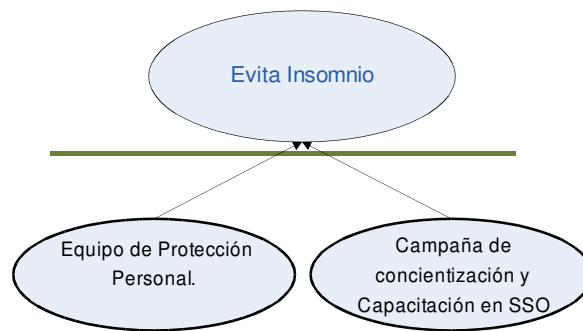 Evita Insomnio
Equipo de Protección
Personal.
Campaña de
concientización y
Capacitación en SSO